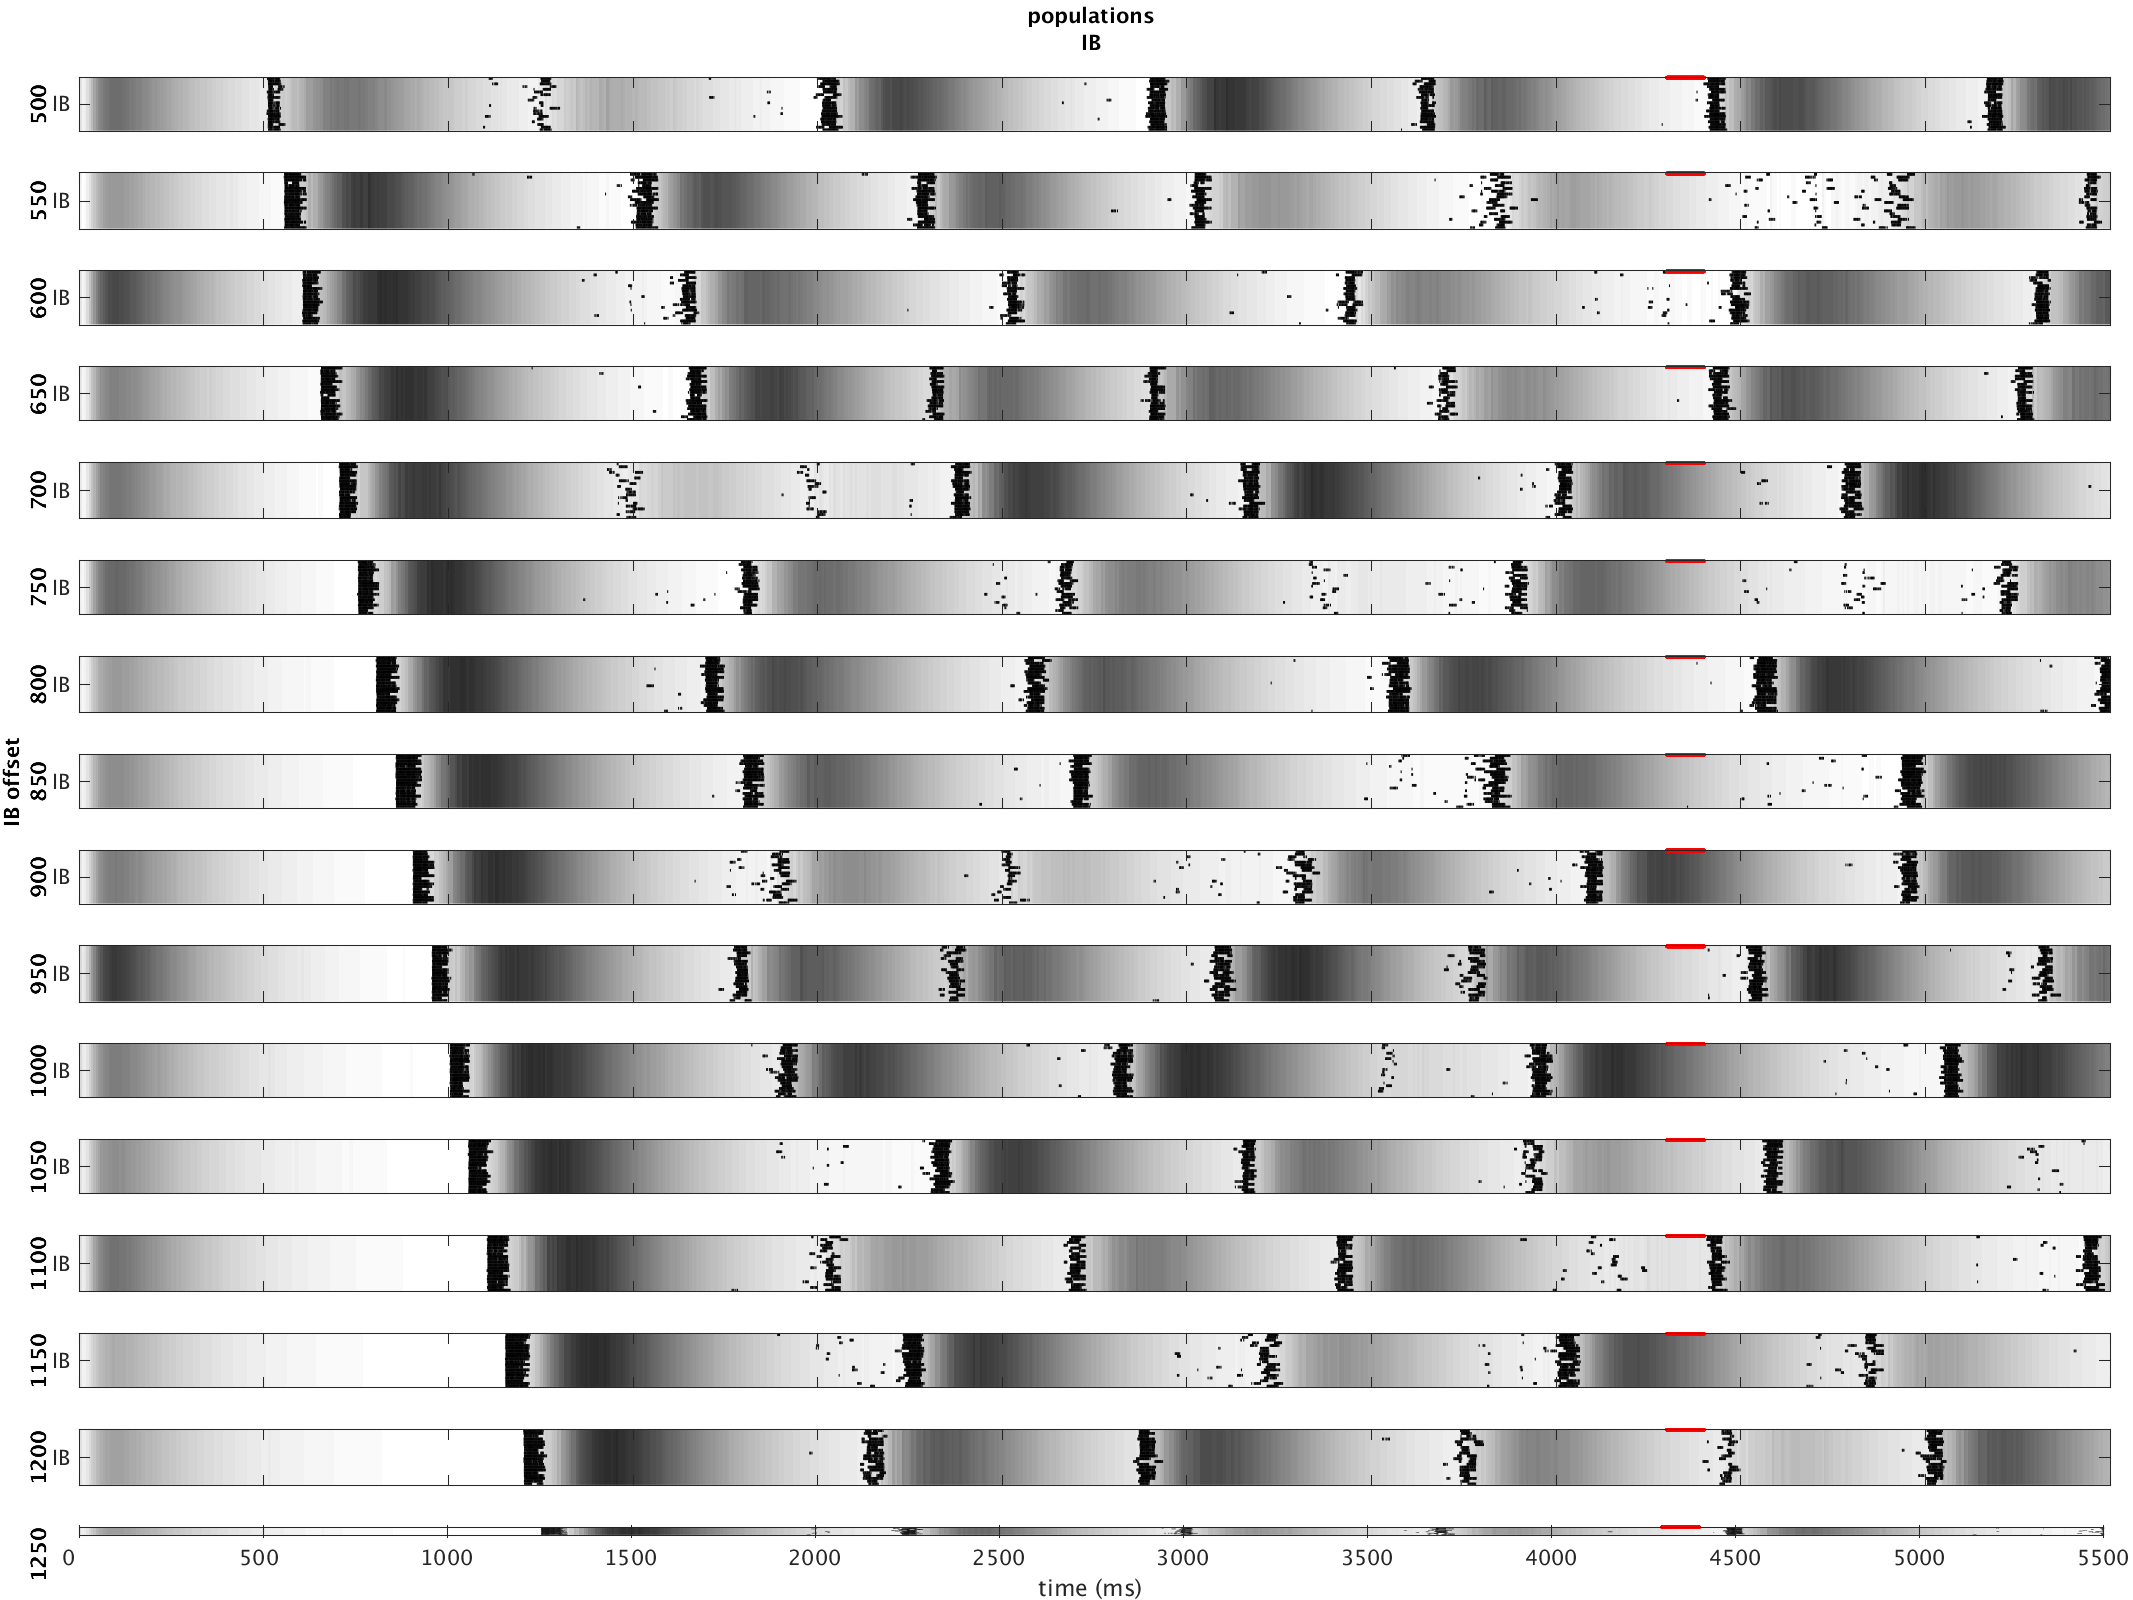 populations
IB
500 IB
550 IB
600 IB
650 IB
700 IB
750 IB
800 IB
850 IB
900 IB
950 IB
1000 IB
1050 IB
1100 IB
1150 IB
1200 IB
1250
IB offset
0 500 1000 1500 2000 2500 3000 3500 4000 4500 5000 5500
time (ms)